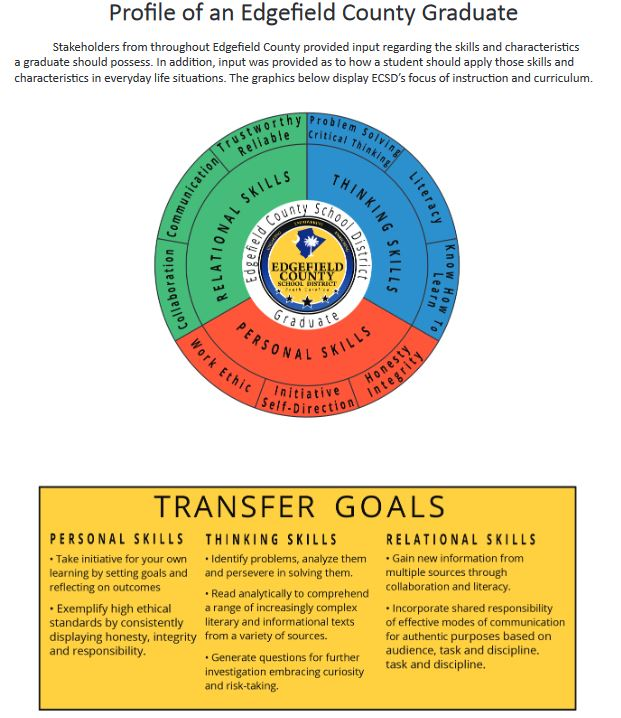 Profile of an Edgefield County Graduate
Stakeholders from throughout Edgefield County provided input regarding the skills and characteristics
a graduate should possess. In addition, input was provided as to how a student should apply those skills and
characteristics in everyday life situations. The graphics below display ECSD's focus of instruction and curriculum.
Trustworthy
Reliable
Problem Solving
Critical Thinking
Communication
Literacy
RELATIONAL SKILLS
THINKING SKILLS
Collaboration
Know How To
Learn
Edgefield County School District
EDGEFIELD
COUNTY
SCHOOL DISTRICT
South Carolina
Graduate
PERSONAL SKILLS
Work Ethic
Initiative
Self-Direction
Honesty
Integrity
TRANSFER GOALS
PERSONAL SKILLS
• Take initiative for your own
learning by setting goals and
reflecting on outcomes
• Exemplify high ethical
standards by consistently
displaying honesty, integrity
and responsibility.
THINKING SKILLS
• Identify problems, analyze them
and persevere in solving them.
• Read analytically to comprehend
a range of increasingly complex
literary and informational texts
from a variety of sources.
• Generate questions for further
investigation embracing curiosity
and risk-taking.
RELATIONAL SKILLS
• Gain new information from
multiple sources through
collaboration and literacy.
• Incorporate shared responsibility
of effective modes of communication
for authentic purposes based on
audience, task and discipline.
task and discipline.